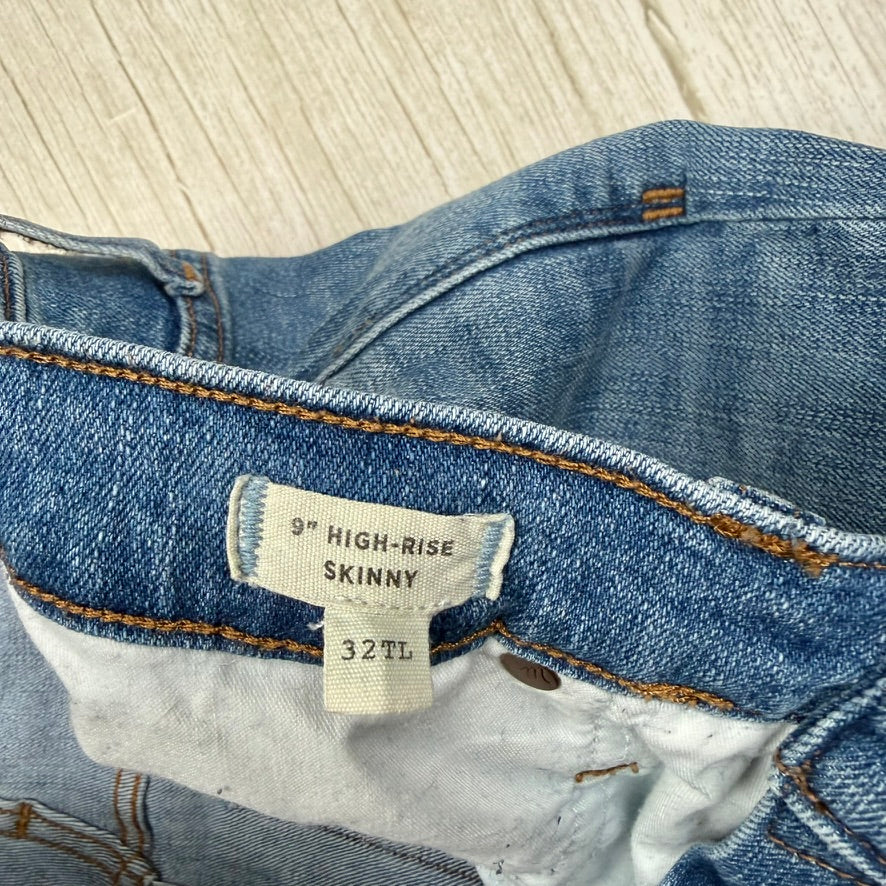 9" HIGH-RISE
SKINNY
32TL